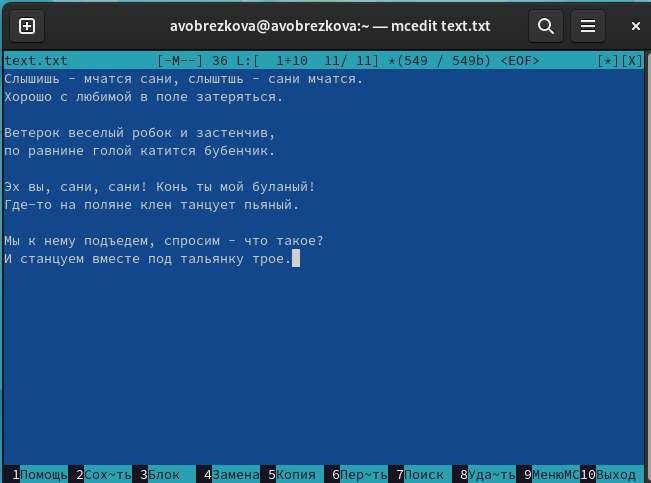 avobrezkova@avobrezkova:~ — mcedit text.txt
text.txt [-M--] 36 L:[ 1+10 11/ 11] *(549 / 549b) <EOF> [*][X]
Слышишь - мчатся сани, слыштшь - сани мчатся.
Хорошо с любимой в поле затеряться.
Ветерок веселый робок и застенчив,
по равнине голой катится бубенчик.
Эх вы, сани, сани! Конь ты мой буланый!
Где-то на поляне клен танцует пьяный.
Мы к нему подъедем, спросим - что такое?
И станцуем вместе под тальянку трое.
1Помощь 2Сох~ть 3Блок 4Замена 5Копия 6Пер~ть 7Поиск 8Уда~ть 9МенюMC 10Выход